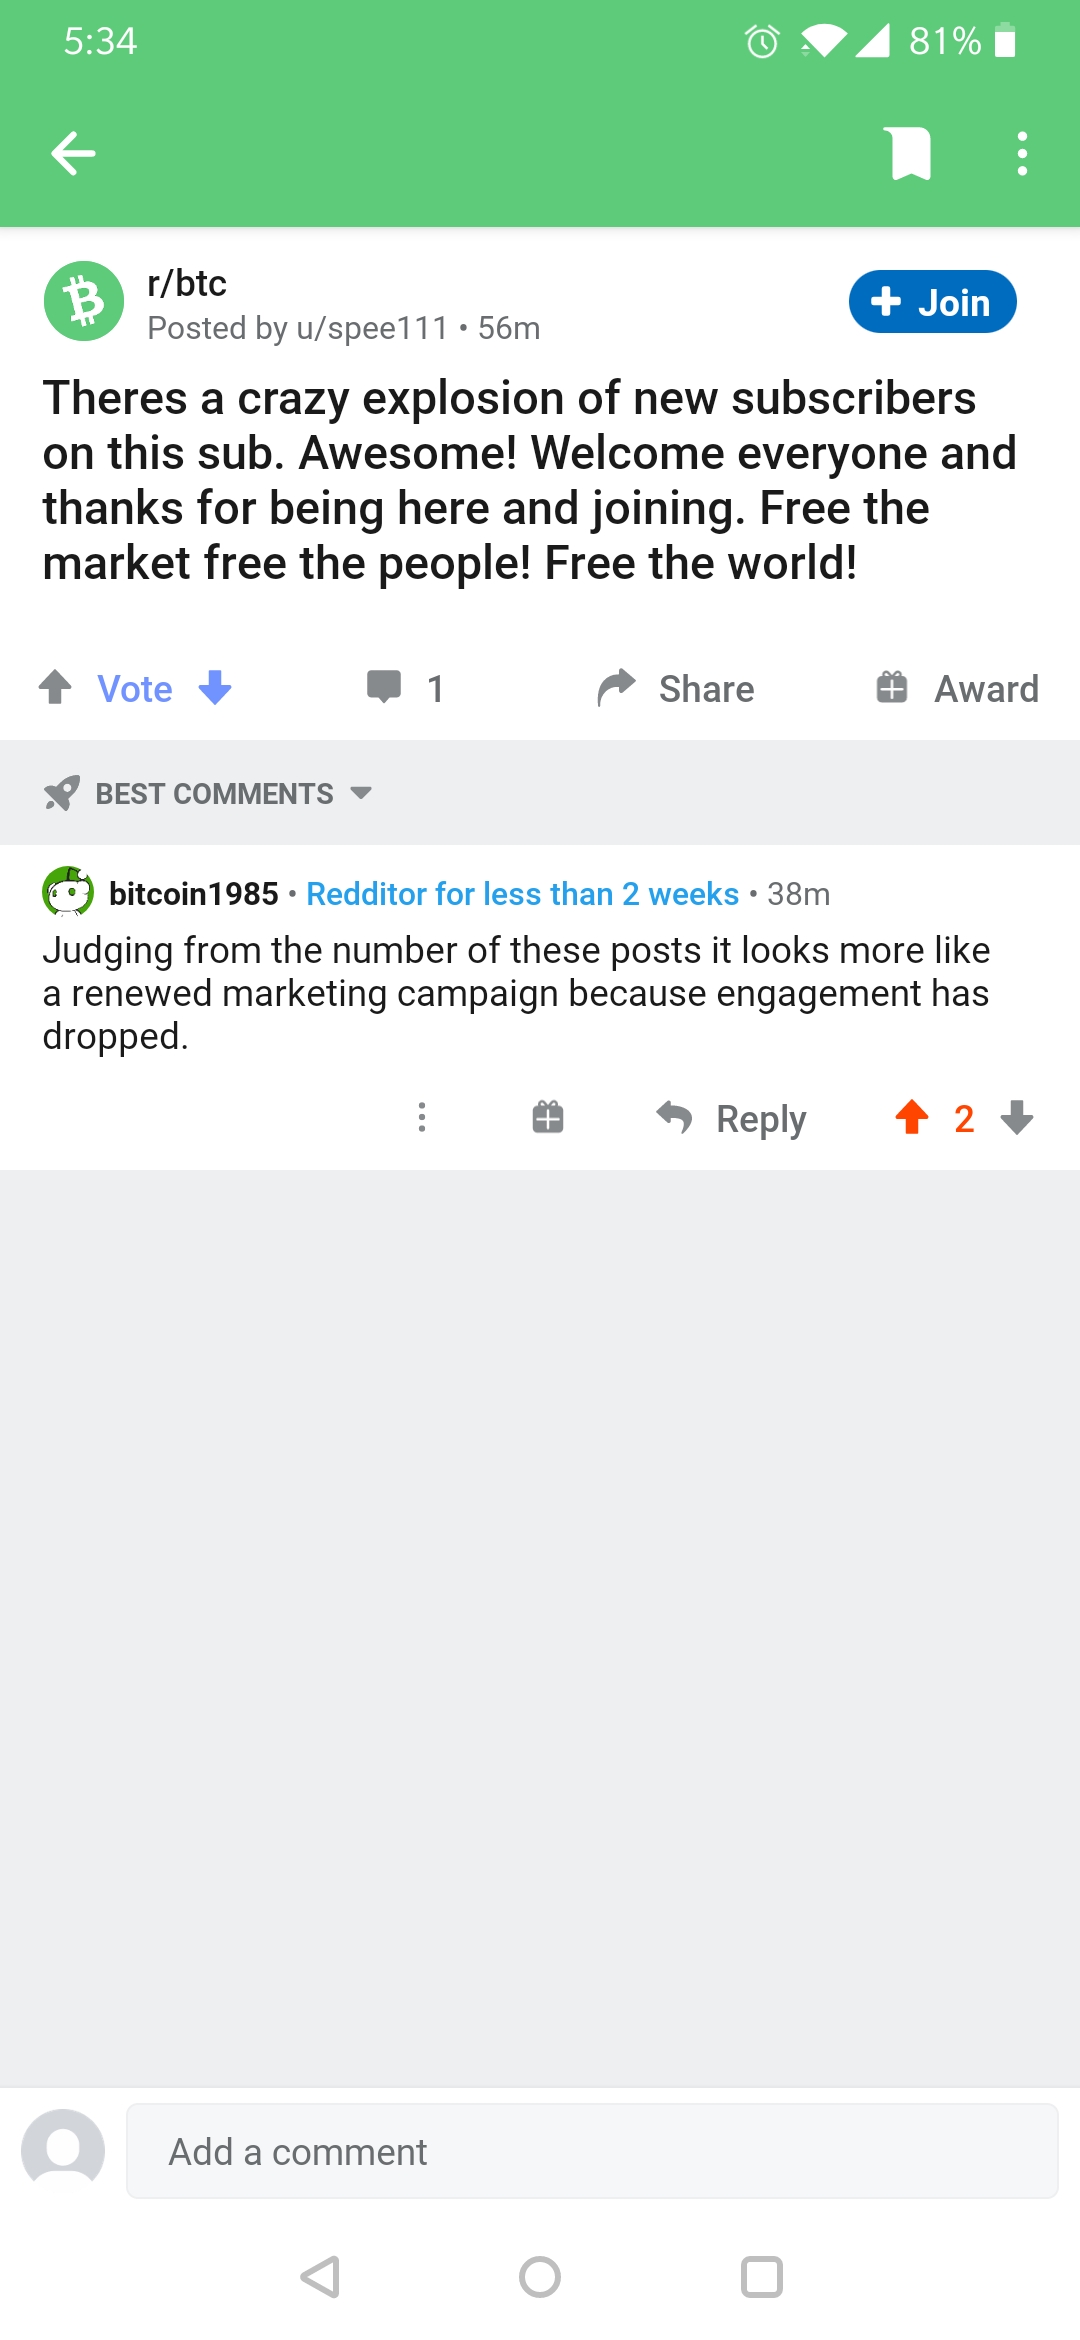 5:34 81%
r/btc
Posted by u/spee111 • 56m
+ Join
Theres a crazy explosion of new subscribers
on this sub. Awesome! Welcome everyone and
thanks for being here and joining. Free the
market free the people! Free the world!
Vote 1 Share Award
BEST COMMENTS
bitcoin1985 • Redditor for less than 2 weeks • 38m
Judging from the number of these posts it looks more like
a renewed marketing campaign because engagement has
dropped.
Reply 2
Add a comment